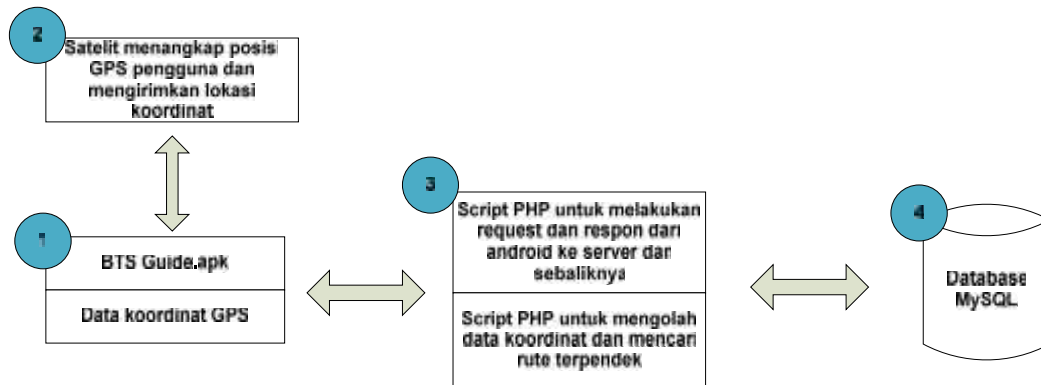 2
Satelit menangkap posisi
GPS pengguna dan
mengirimkan lokasi
koordinat
1
BTS Guide.apk
Data koordinat GPS
3
Script PHP untuk melakukan
request dan respon dari
android ke server dan
sebaliknya
Script PHP untuk mengolah
data koordinat dan mencari
rute terpendek
4
Database
MySQL